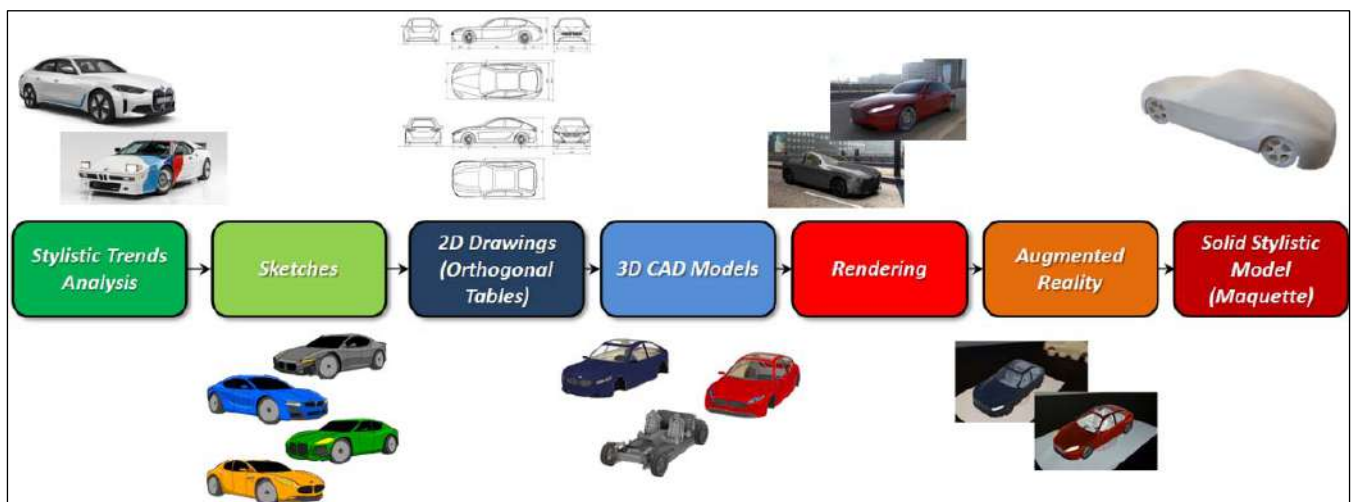 Stylistic Trends
Analysis
Sketches
2D Drawings
(Orthogonal
Tables)
3D CAD Models
Rendering
Augmented
Reality
Solid Stylistic
Model
(Maquette)